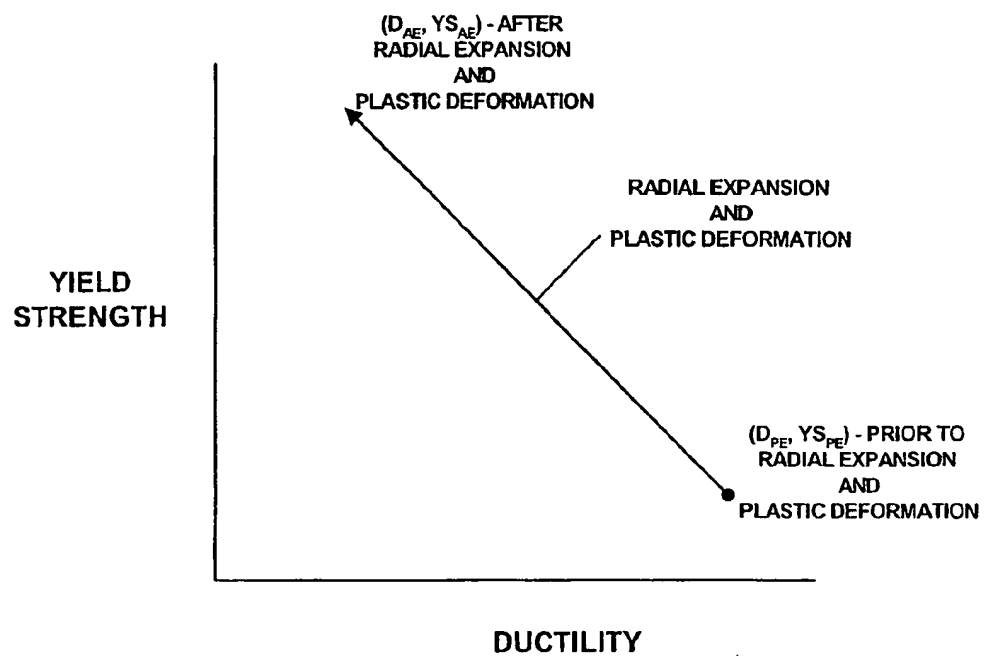 (D_AE, YS_AE) - AFTER
RADIAL EXPANSION
AND
PLASTIC DEFORMATION
RADIAL EXPANSION
AND
PLASTIC DEFORMATION
YIELD
STRENGTH
(D_PE, YS_PE) - PRIOR TO
RADIAL EXPANSION
AND
PLASTIC DEFORMATION
DUCTILITY